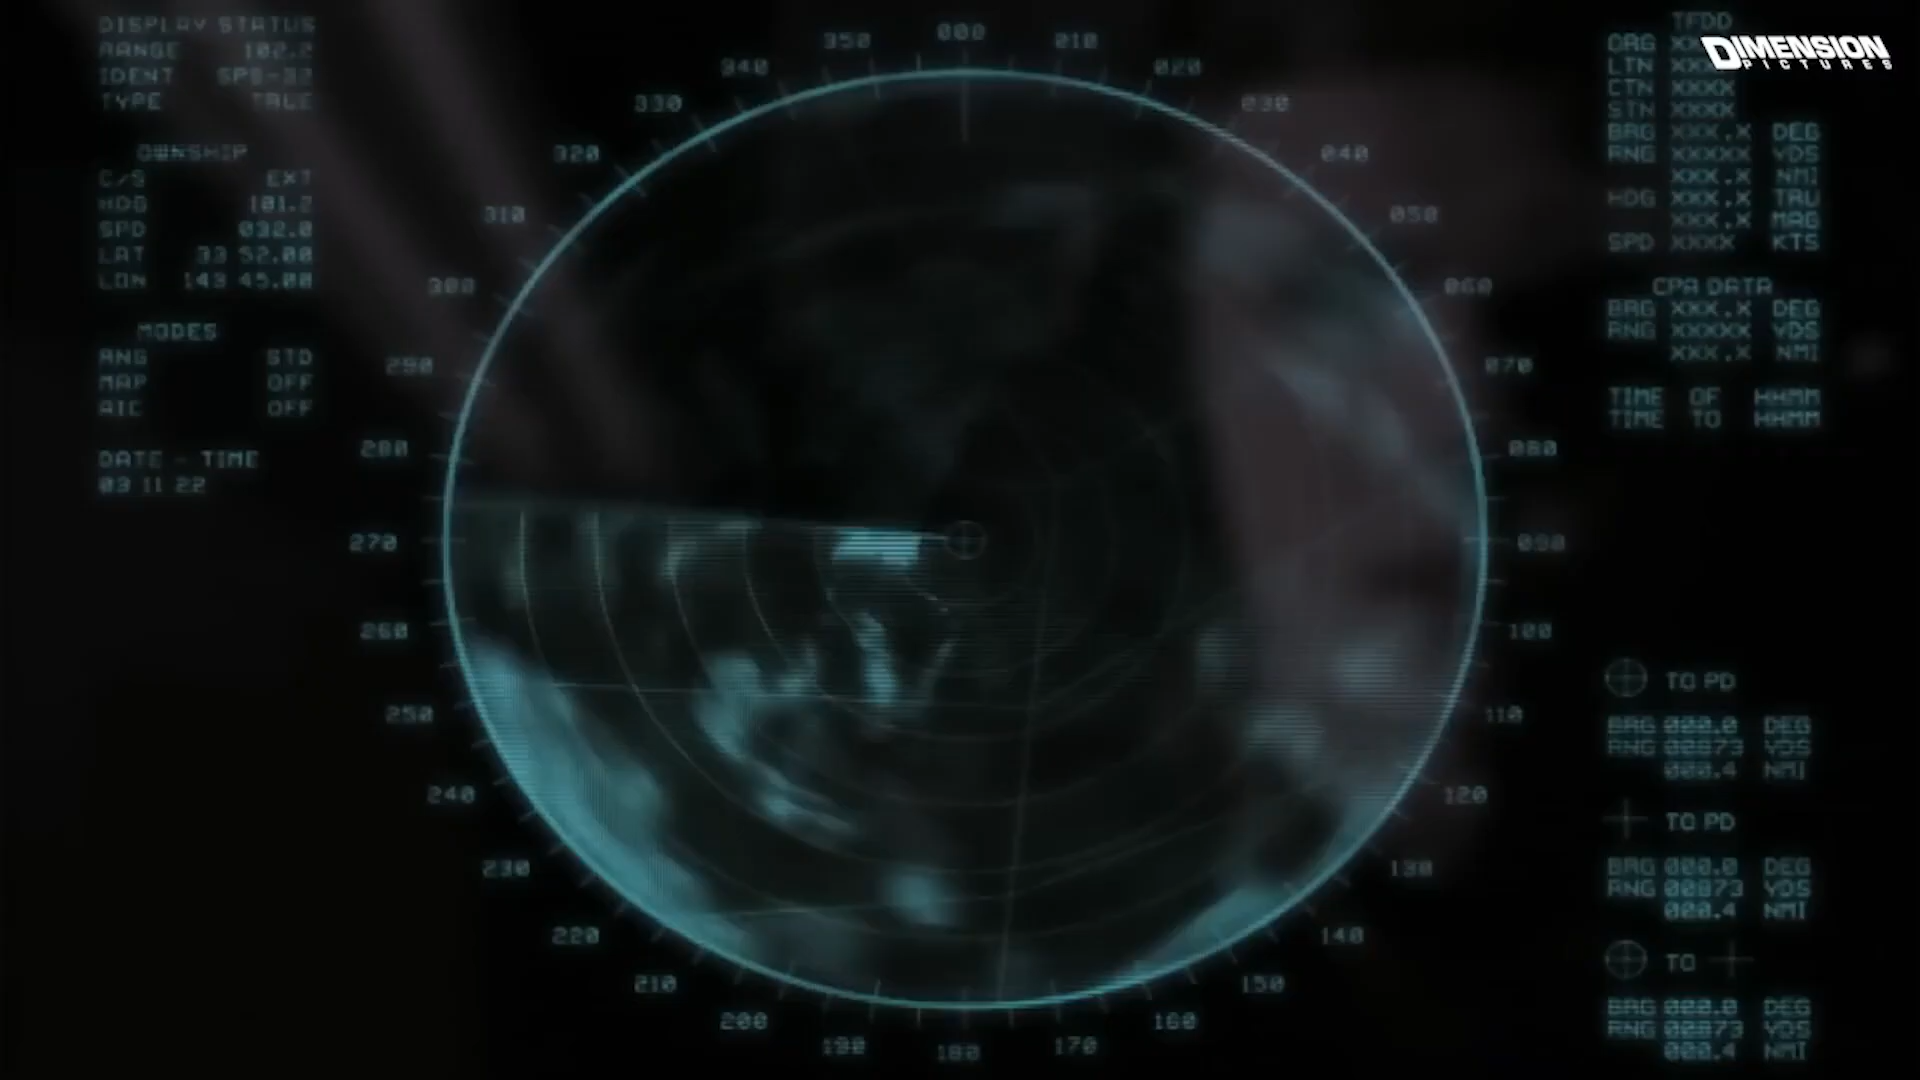 DISPLAY STATUS
RANGE 102.2
IDENT
TYPE TRUE
OWNSHIP
C/S EXT
HDG 101.2
SPD 032.0
LAT 33 52.00
LON 143 45.00
MODES
RNG STD
MAP OFF
AIC OFF
DATE - TIME
03 11 22
000
010
020
030
040
050
060
070
080
090
100
110
120
130
140
150
160
170
180
190
200
210
220
230
240
250
260
270
280
290
300
310
320
330
340
350
TFDD
DIMENSION
PICTURES
ORG
LTN
CTN XXXX
STN XXXX
BRG XXX.X DEG
RNG XXXXX YDS
XXX.X NMI
HDG XXX.X TRU
XXX.X MAG
SPD XXXX KTS
CPA DATA
BRG XXX.X DEG
RNG XXXXX YDS
XXX.X NMI
TIME OF HHMM
TIME TO HHMM
TO PD
BRG 000.0 DEG
RNG 00873 YDS
000.4 NMI
TO PD
BRG 000.0 DEG
RNG 00873 YDS
000.4 NMI
TO
BRG 000.0 DEG
RNG 00873 YDS
000.4 NMI